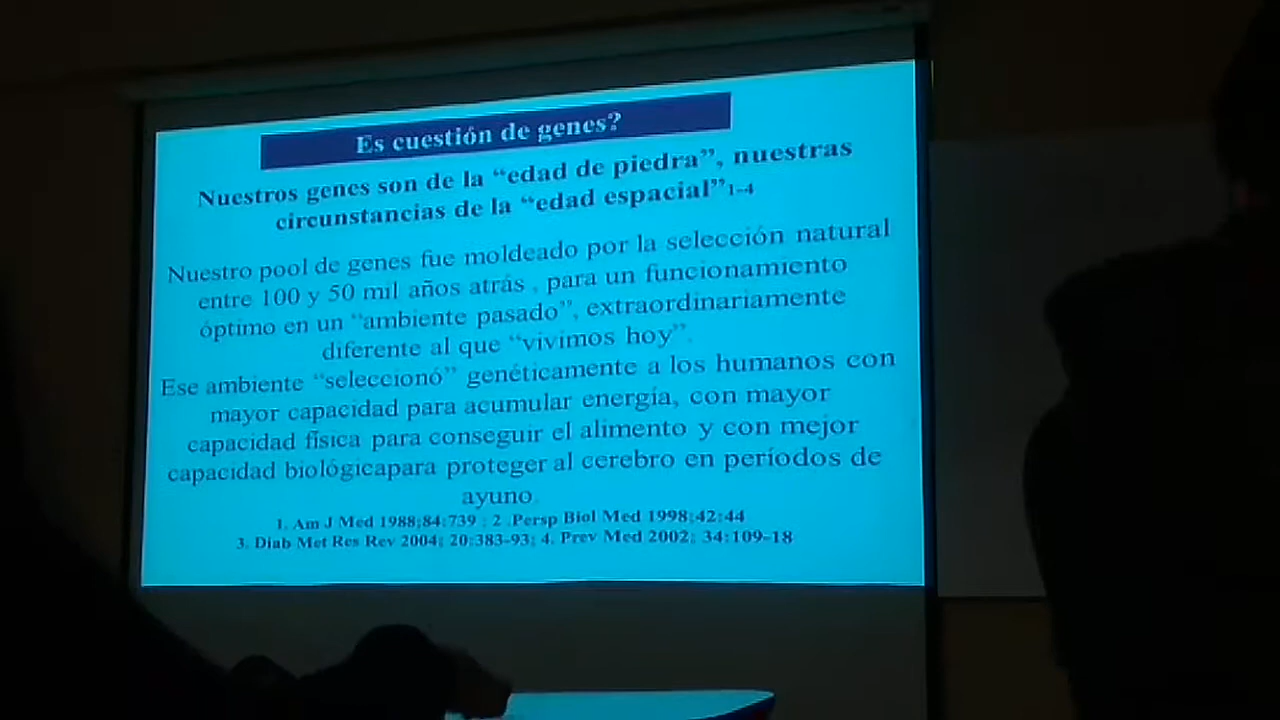 Es cuestión de genes?
Nuestros genes son de la “edad de piedra”, nuestras
circunstancias de la “edad espacial”1-4
Nuestro pool de genes fue moldeado por la selección natural
entre 100 y 50 mil años atrás , para un funcionamiento
óptimo en un “ambiente pasado”, extraordinariamente
diferente al que “vivimos hoy”.
Ese ambiente “seleccionó” genéticamente a los humanos con
mayor capacidad para acumular energía, con mayor
capacidad física para conseguir el alimento y con mejor
capacidad biológicapara proteger al cerebro en períodos de
ayuno.
1. Am J Med 1988;84:739 ; 2 .Persp Biol Med 1998;42:44
3. Diab Met Res Rev 2004; 20:383-93; 4. Prev Med 2002; 34:109-18